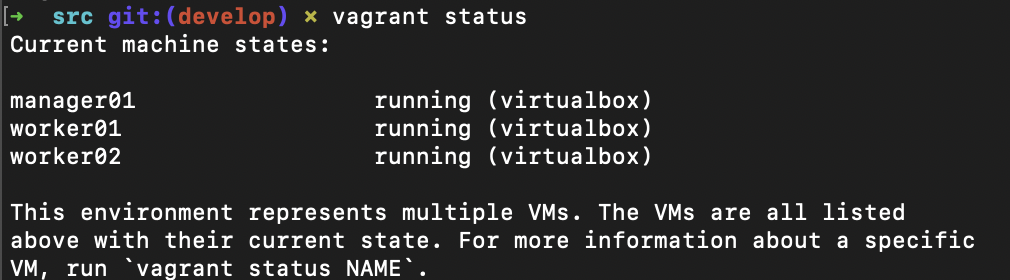 [➜ src git:(develop) ✗ vagrant status
Current machine states:
manager01 running (virtualbox)
worker01 running (virtualbox)
worker02 running (virtualbox)
This environment represents multiple VMs. The VMs are all listed
above with their current state. For more information about a specific
VM, run `vagrant status NAME`.